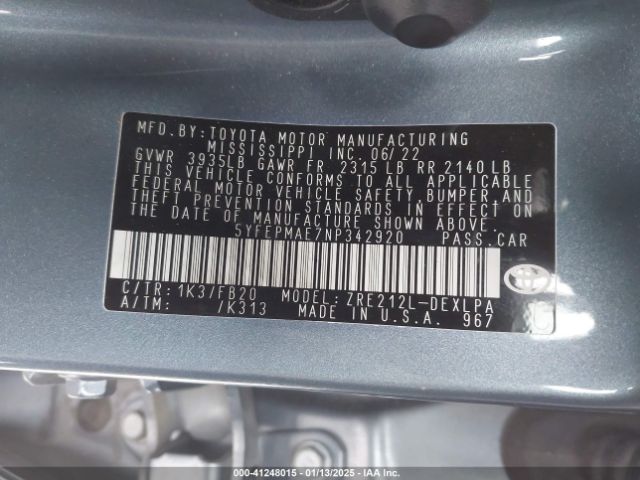 MFD. BY: TOYOTA MOTOR MANUFACTURING
MISSISSIPPI INC. 06/22
GVWR 3935LB GAWR FR 2315 LB RR 2140 LB
THIS VEHICLE CONFORMS TO ALL APPLICABLE
FEDERAL MOTOR VEHICLE SAFETY, BUMPER, AND
THEFT PREVENTION STANDARDS IN EFFECT ON
THE DATE OF MANUFACTURE SHOWN ABOVE.
5YFEPMAE7NP342920 PASS. CAR
C/TR: 1K3/FB20 MODEL: ZRE212L-DEXLPA
A/TM: /K313 MADE IN U.S.A. 967
000-41248015 — 01/13/2025 — IAA Inc.